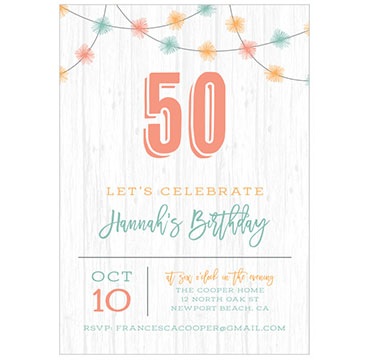 50
LET'S CELEBRATE
Hannah's Birthday
OCT
10
at six o'clock in the evening
THE COOPER HOME
12 NORTH OAK ST
NEWPORT BEACH, CA
RSVP: FRANCESCACOOPER@GMAIL.COM